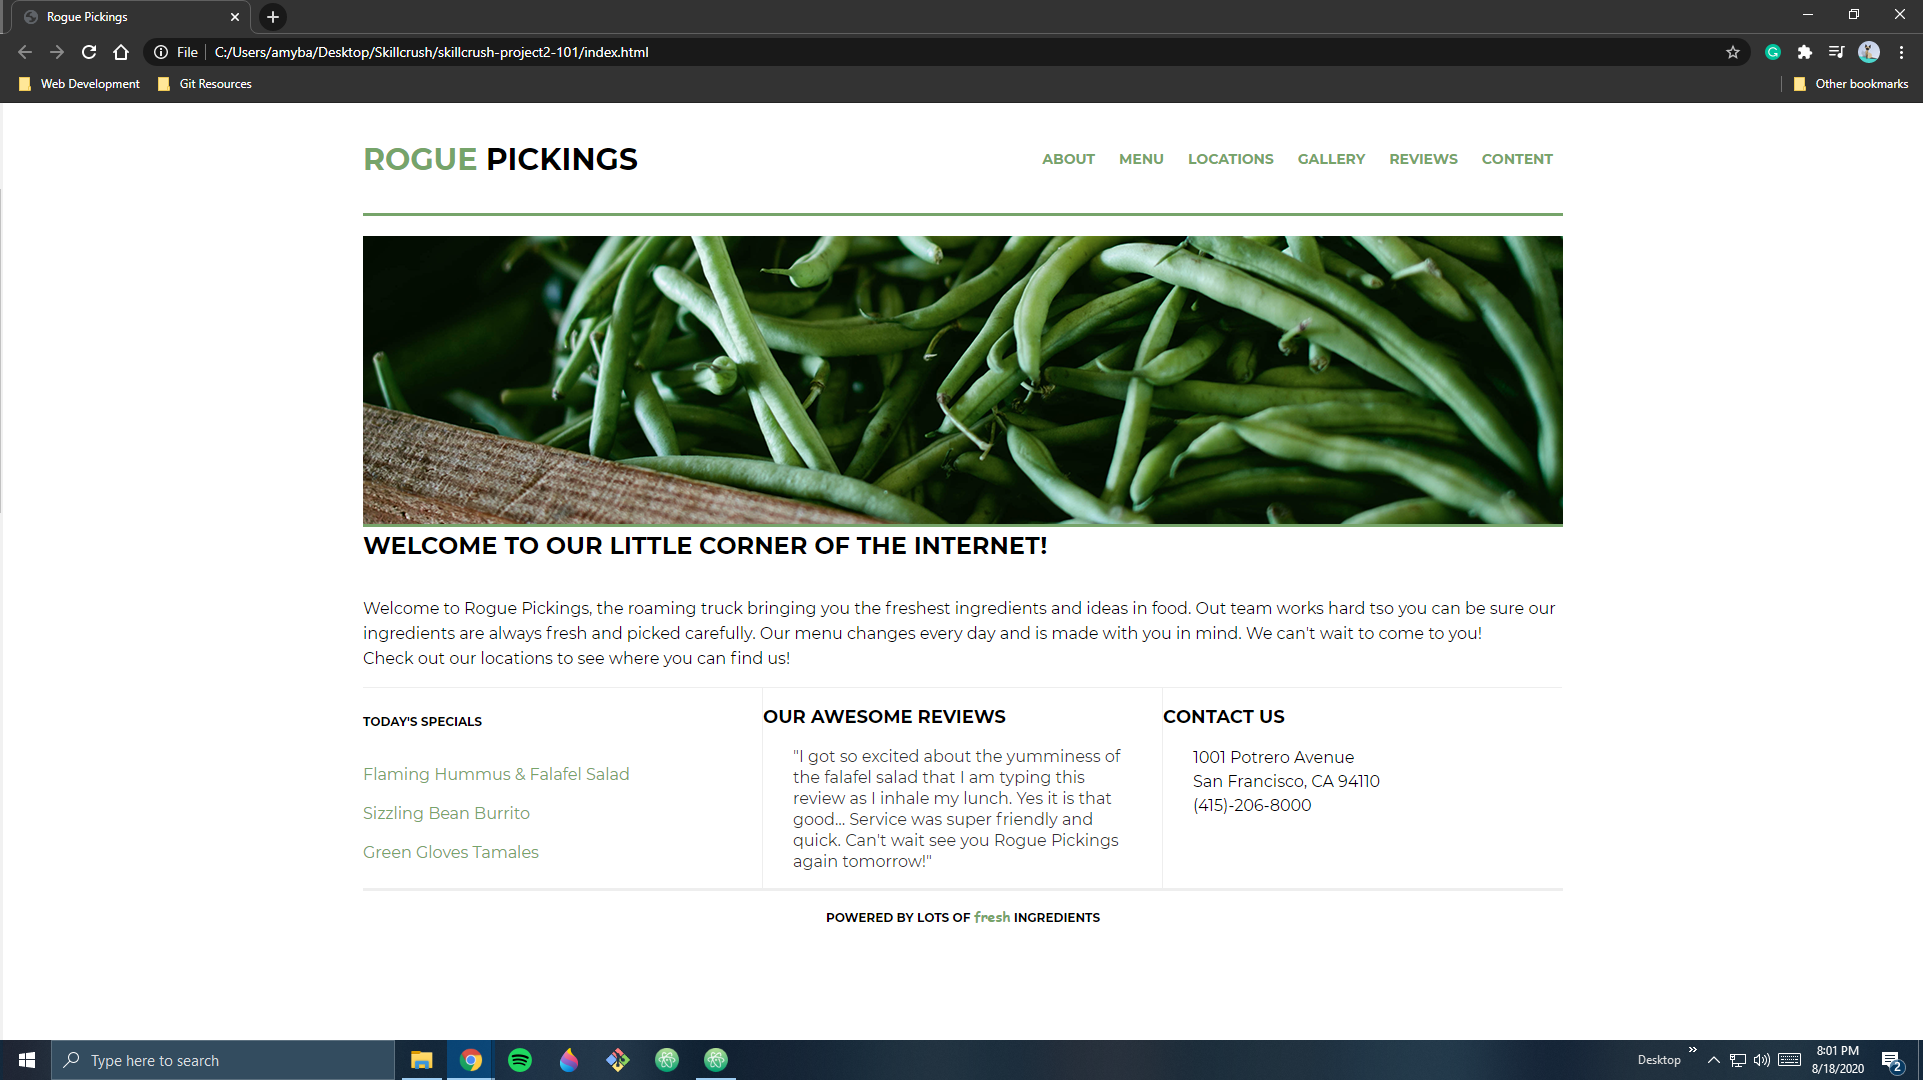 Rogue Pickings
File C:/Users/amyba/Desktop/Skillcrush/skillcrush-project2-101/index.html
Web Development Git Resources Other bookmarks
ROGUE PICKINGS ABOUT MENU LOCATIONS GALLERY REVIEWS CONTENT
WELCOME TO OUR LITTLE CORNER OF THE INTERNET!
Welcome to Rogue Pickings, the roaming truck bringing you the freshest ingredients and ideas in food. Out team works hard tso you can be sure our
ingredients are always fresh and picked carefully. Our menu changes every day and is made with you in mind. We can't wait to come to you!
Check out our locations to see where you can find us!
TODAY'S SPECIALS
Flaming Hummus & Falafel Salad
Sizzling Bean Burrito
Green Gloves Tamales
OUR AWESOME REVIEWS
"I got so excited about the yumminess of
the falafel salad that I am typing this
review as I inhale my lunch. Yes it is that
good... Service was super friendly and
quick. Can't wait see you Rogue Pickings
again tomorrow!"
CONTACT US
1001 Potrero Avenue
San Francisco, CA 94110
(415)-206-8000
POWERED BY LOTS OF fresh INGREDIENTS
Type here to search
Desktop
8:01 PM
8/18/2020
2